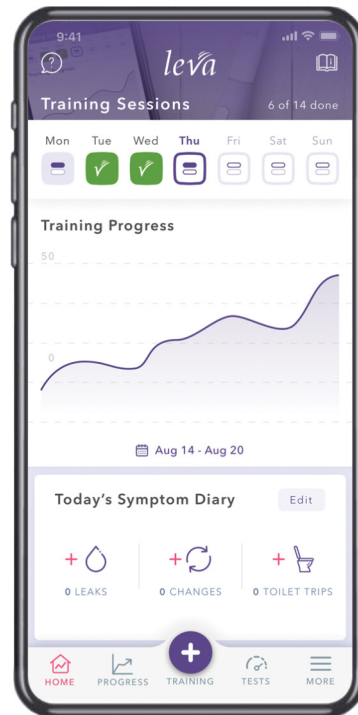 9:41
leva
Training Sessions 6 of 14 done
Mon Tue Wed Thu Fri Sat Sun
Training Progress
50
0
Aug 14 - Aug 20
Today's Symptom Diary Edit
+ + +
0 LEAKS 0 CHANGES 0 TOILET TRIPS
+
HOME PROGRESS TRAINING TESTS MORE